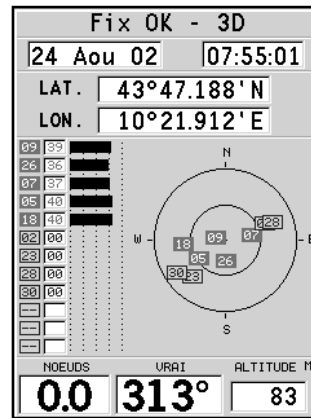 Fix OK - 3D
24 Aou 02 07:55:01
LAT. 43°47.188'N
LON. 10°21.912'E
09 39
26 36
07 37
05 40
18 40
02 00
23 00
28 00
30 00
--
--
--
N
W
E
S
02 28
07
09
18
05 26
30 23
NOEUDS VRAI ALTITUDE M
0.0 313° 83